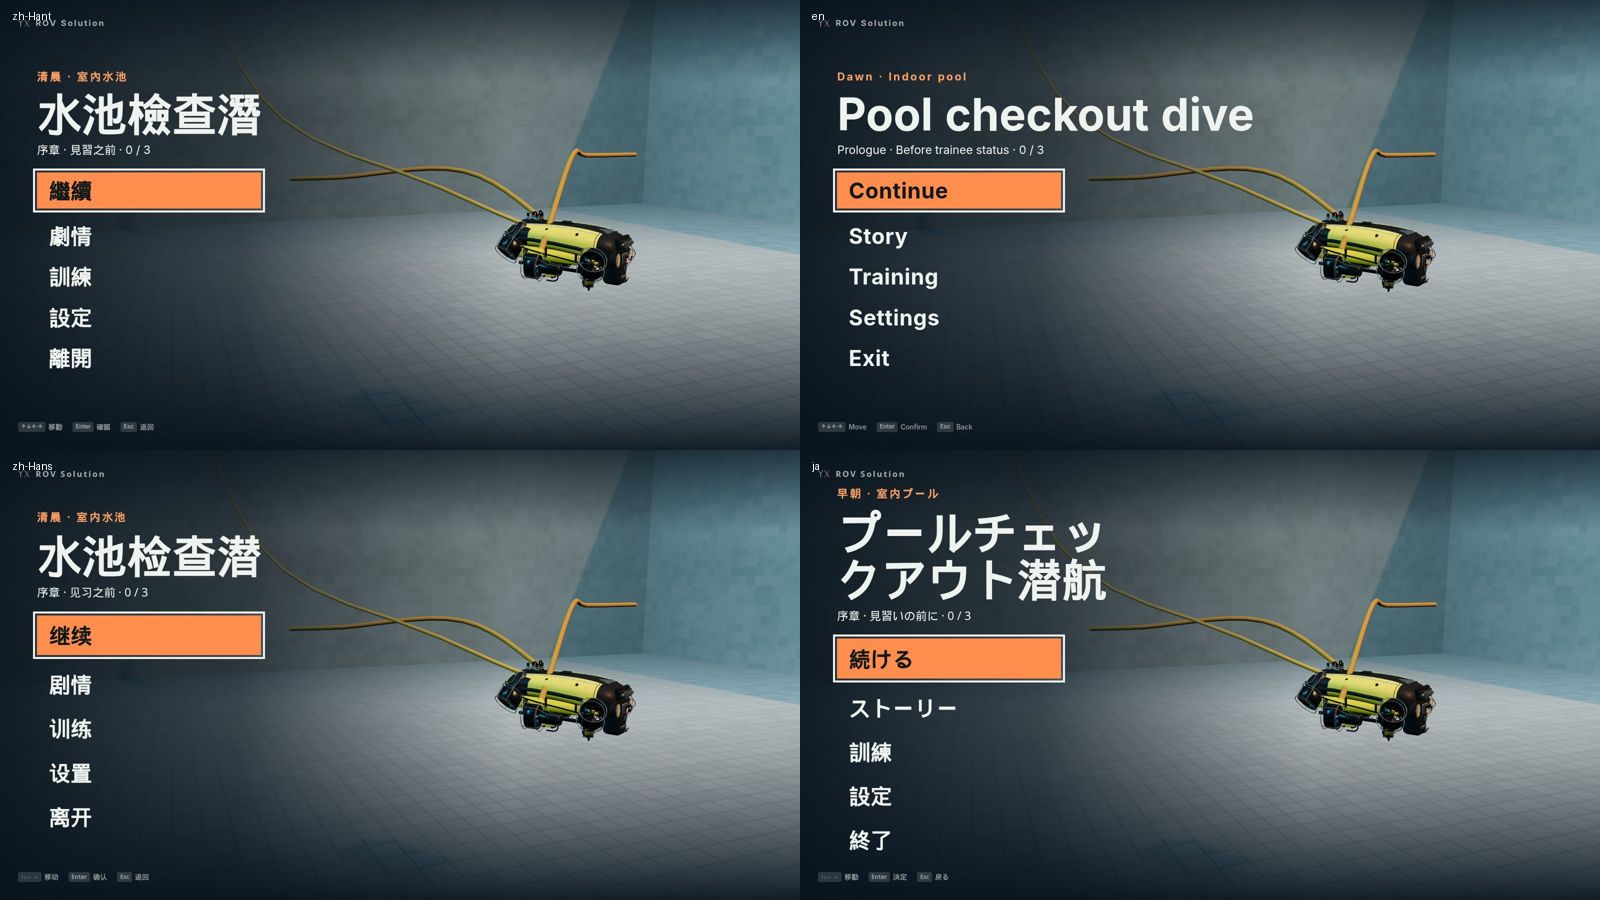 zh-Hant
YX ROV Solution
清晨 · 室內水池
水池檢查潛
序章 · 見習之前 · 0 / 3
繼續
劇情
訓練
設定
離開
↑↓←→ 移動 Enter 確認 Esc 返回
en
YX ROV Solution
Dawn · Indoor pool
Pool checkout dive
Prologue · Before trainee status · 0 / 3
Continue
Story
Training
Settings
Exit
↑↓←→ Move Enter Confirm Esc Back
zh-Hans
YX ROV Solution
清晨 · 室内水池
水池检查潜
序章 · 见习之前 · 0 / 3
继续
剧情
训练
设置
离开
↑↓←→ 移动 Enter 确认 Esc 返回
ja
YX ROV Solution
早朝 · 室内プール
プールチェッ
クアウト潜航
序章 · 見習いの前に · 0 / 3
続ける
ストーリー
訓練
設定
終了
↑↓←→ 移動 Enter 決定 Esc 戻る